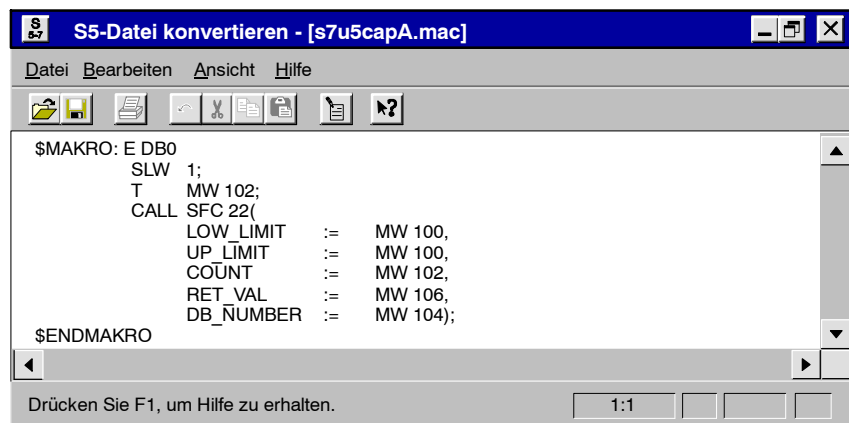 S
5-7
S5-Datei konvertieren - [s7u5capA.mac]
Datei Bearbeiten Ansicht Hilfe
$MAKRO: E DB0
SLW 1;
T MW 102;
CALL SFC 22(
LOW_LIMIT := MW 100,
UP_LIMIT := MW 100,
COUNT := MW 102,
RET_VAL := MW 106,
DB_NUMBER := MW 104);
$ENDMAKRO
Drücken Sie F1, um Hilfe zu erhalten.
1:1